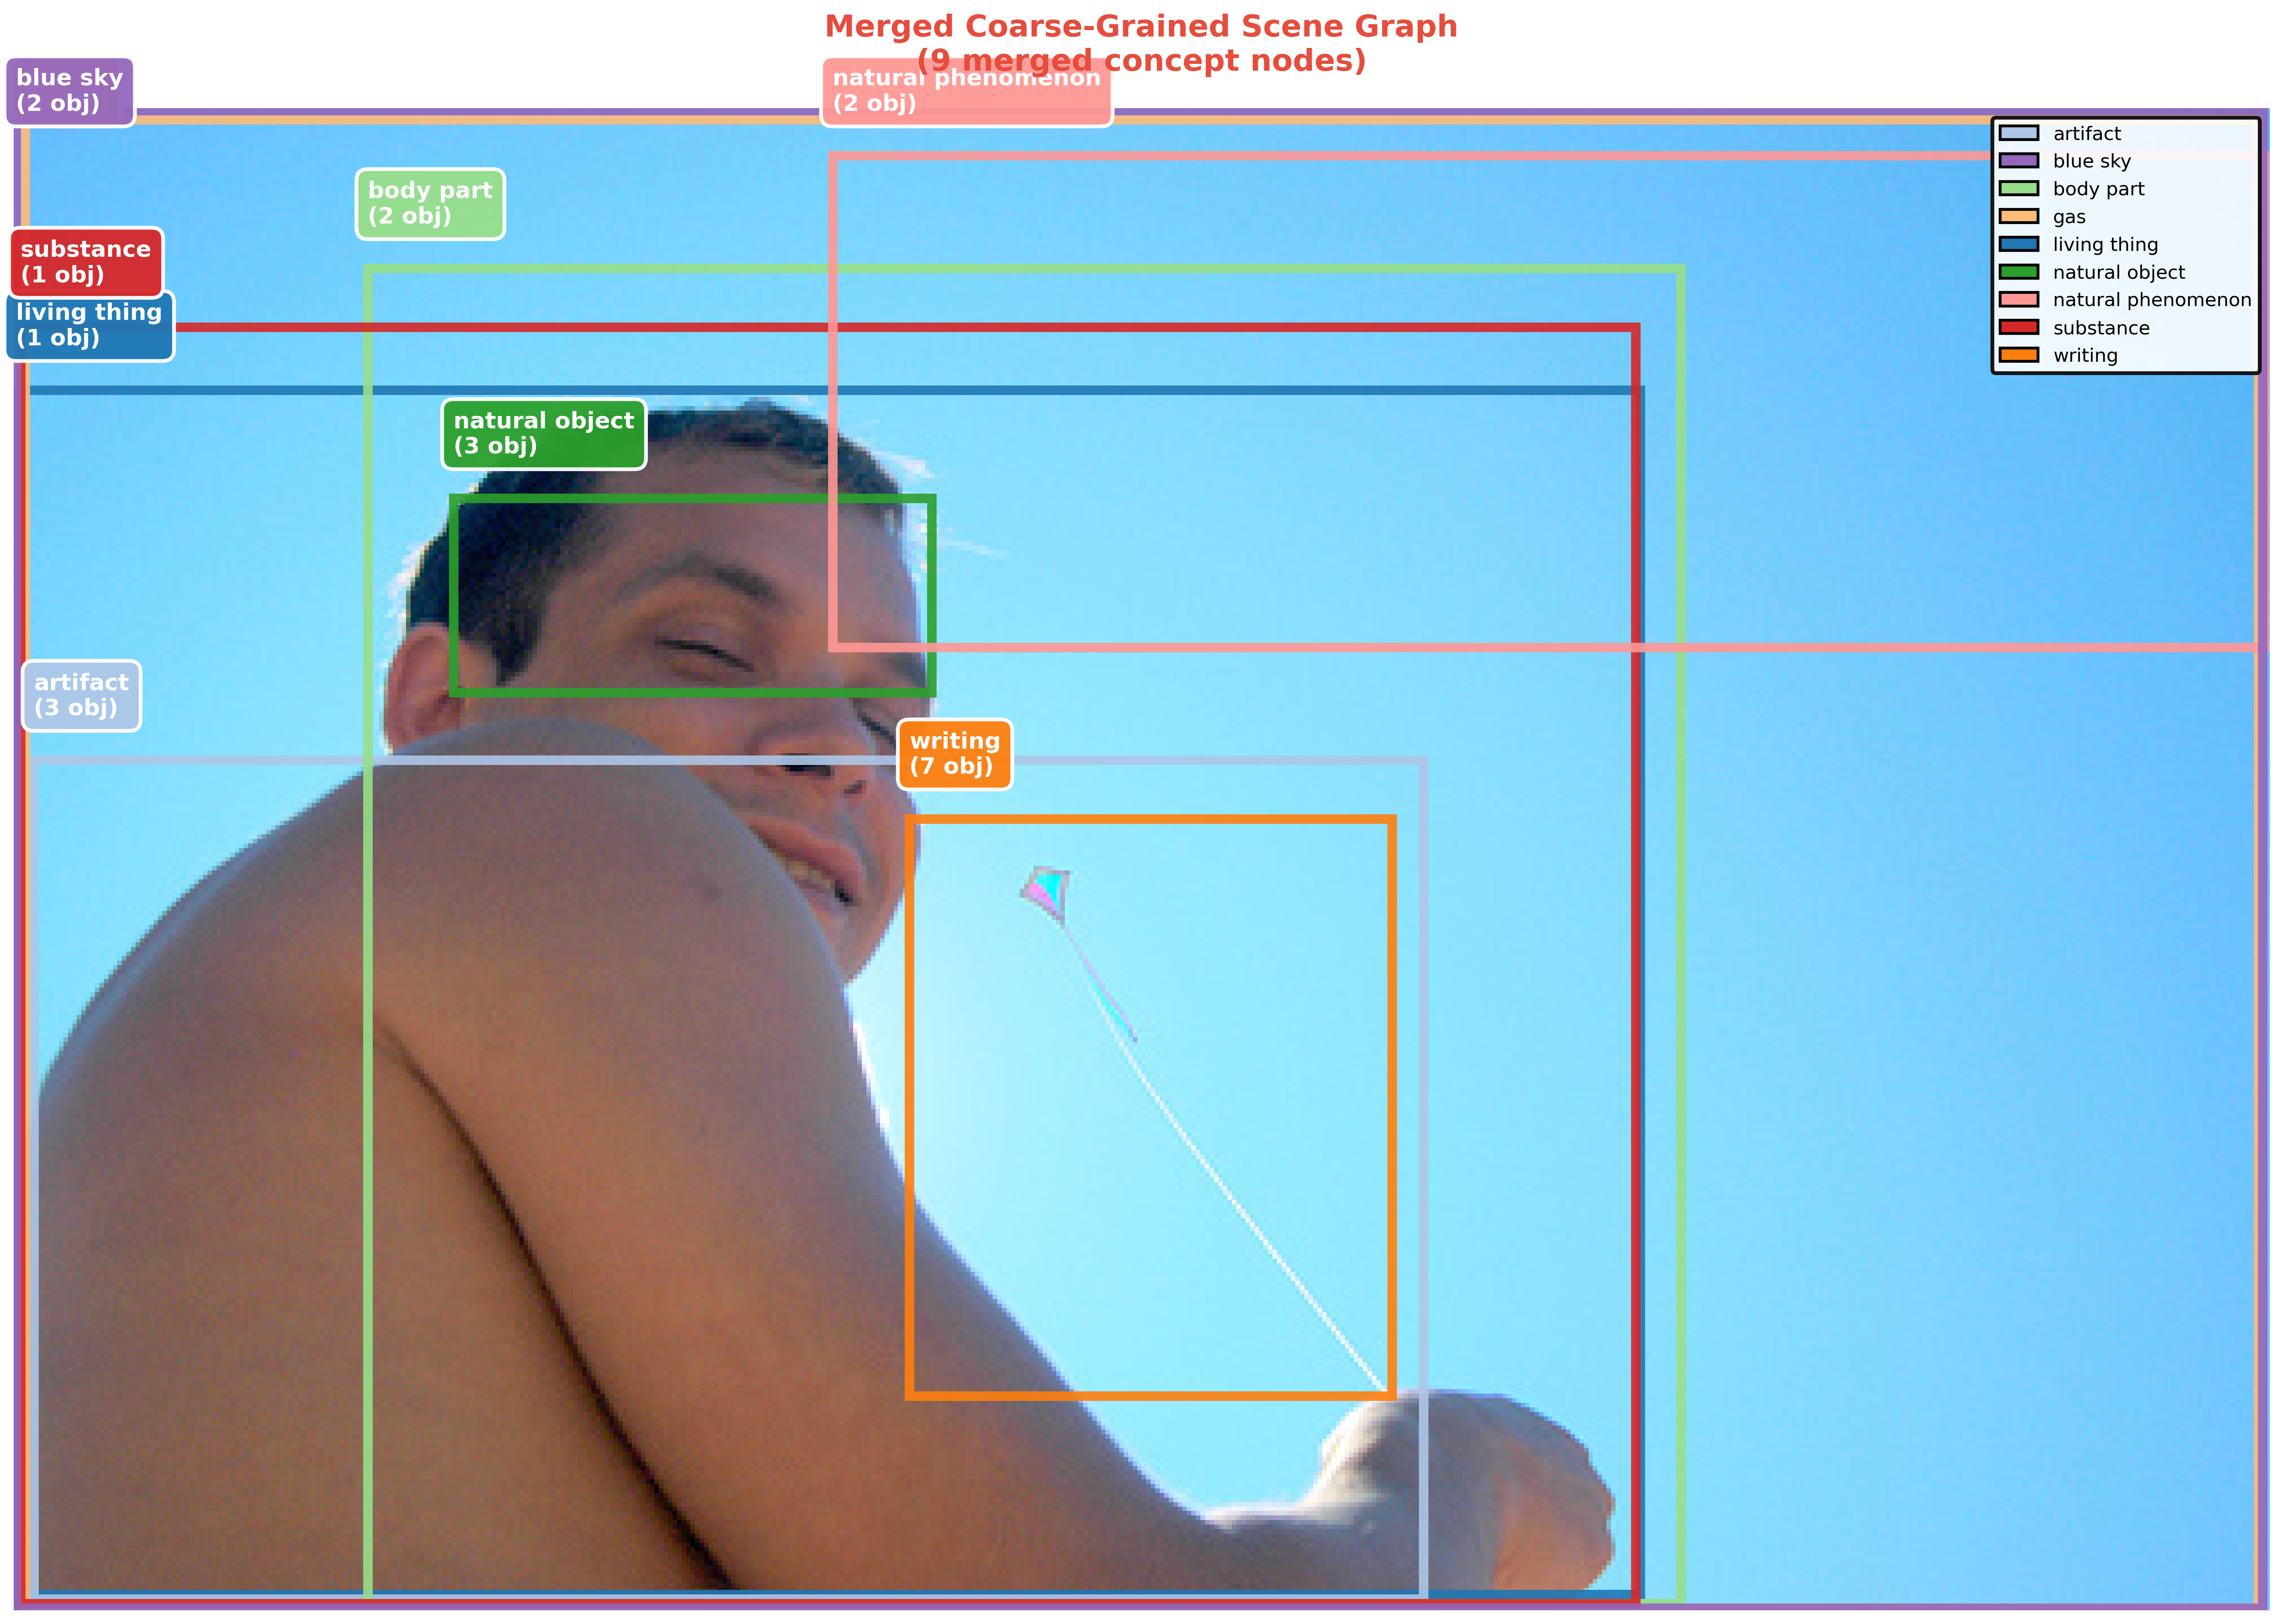 Merged Coarse-Grained Scene Graph
(9 merged concept nodes)
blue sky
(2 obj)
natural phenomenon
(2 obj)
artifact
blue sky
body part
gas
living thing
natural object
natural phenomenon
substance
writing
body part
(2 obj)
substance
(1 obj)
living thing
(1 obj)
natural object
(3 obj)
artifact
(3 obj)
writing
(7 obj)